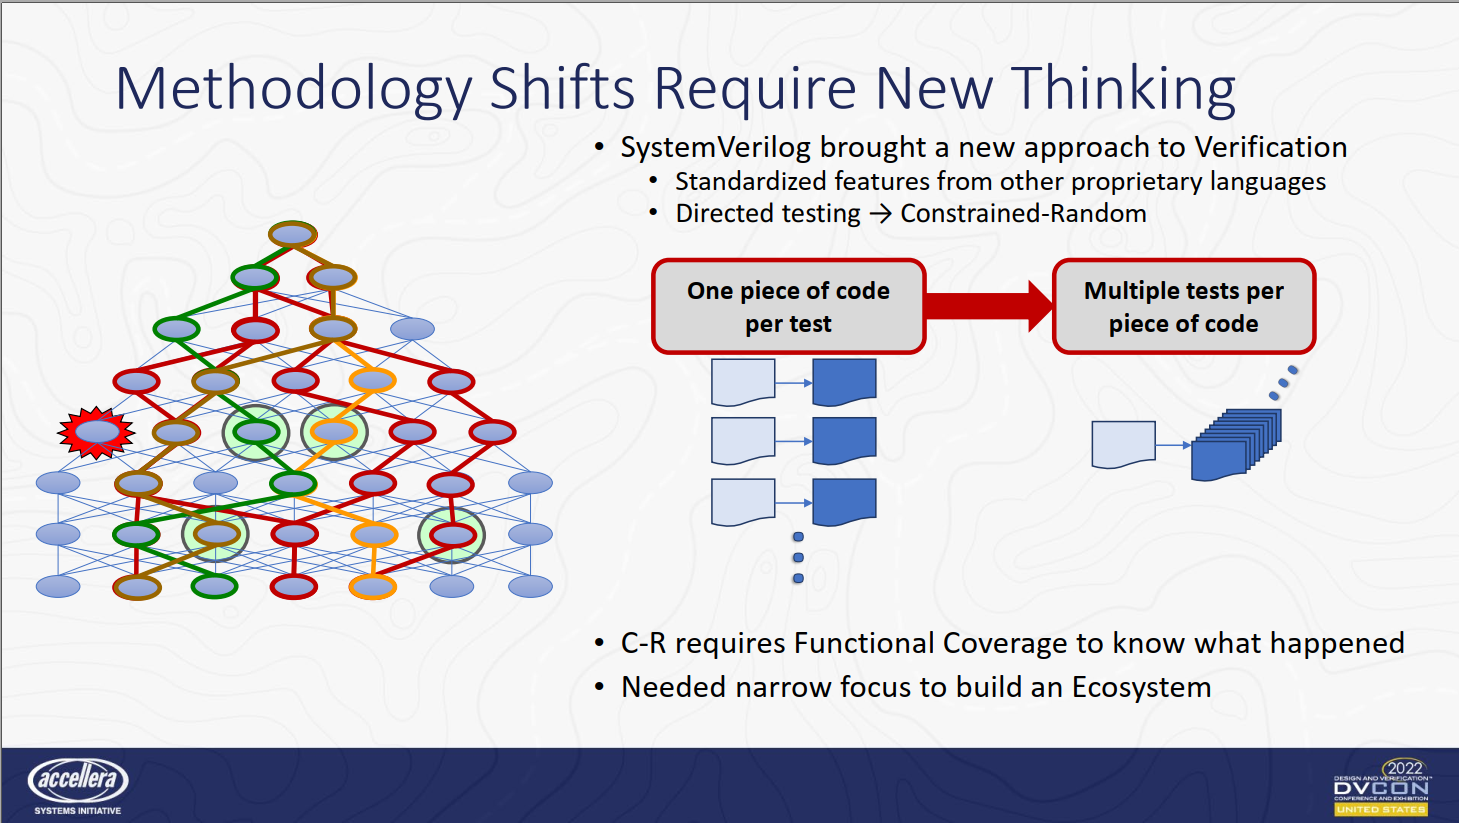 Methodology Shifts Require New Thinking
• SystemVerilog brought a new approach to Verification
• Standardized features from other proprietary languages
• Directed testing → Constrained-Random
One piece of code
per test
Multiple tests per
piece of code
• C-R requires Functional Coverage to know what happened
• Needed narrow focus to build an Ecosystem
accellera
SYSTEMS INITIATIVE
2022
DESIGN AND VERIFICATION™
DVCON
CONFERENCE AND EXHIBITION
UNITED STATES